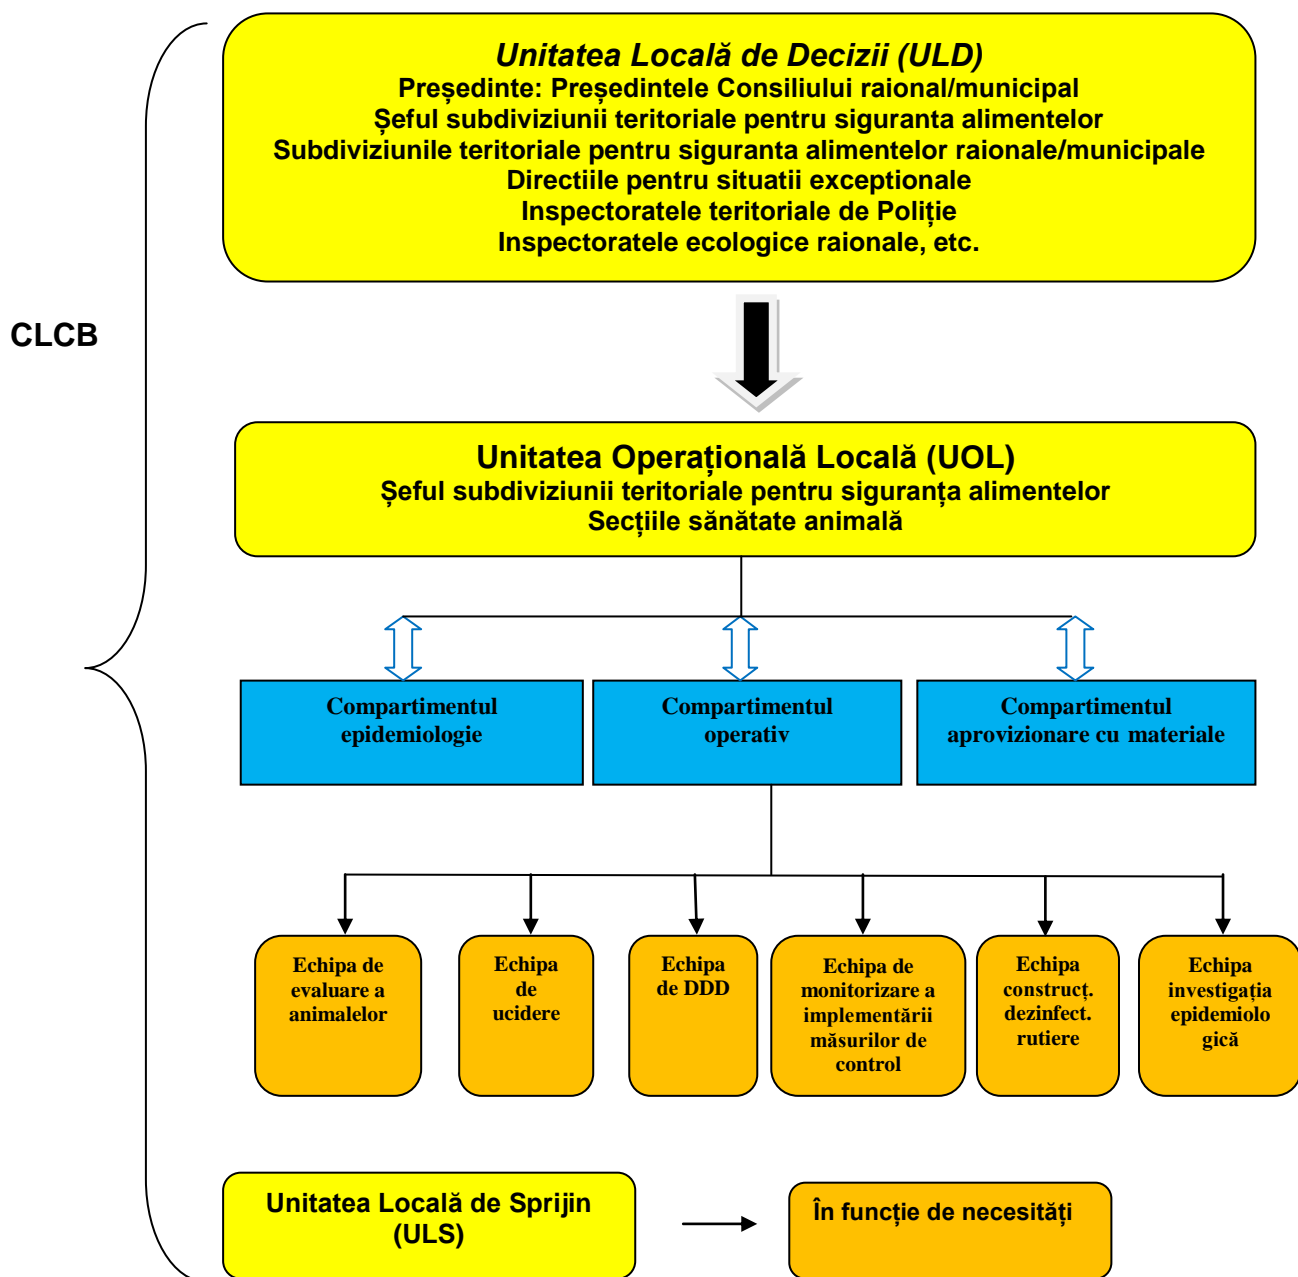 Unitatea Locală de Decizii (ULD)
Președinte: Președintele Consiliului raional/municipal
Șeful subdiviziunii teritoriale pentru siguranta alimentelor
Subdiviziunile teritoriale pentru siguranta alimentelor raionale/municipale
Directiile pentru situatii exceptionale
Inspectoratele teritoriale de Poliție
Inspectoratele ecologice raionale, etc.
CLCB
Unitatea Operațională Locală (UOL)
Șeful subdiviziunii teritoriale pentru siguranța alimentelor
Secțiile sănătate animală
Compartimentul
epidemiologie
Compartimentul
operativ
Compartimentul
aprovizionare cu materiale
Echipa de
evaluare a
animalelor
Echipa
de
ucidere
Echipa
de DDD
Echipa de
monitorizare a
implementării
măsurilor de
control
Echipa
construcț.
dezinfect.
rutiere
Echipa
investigația
epidemiolo
gică
Unitatea Locală de Sprijin
(ULS)
În funcție de necesități